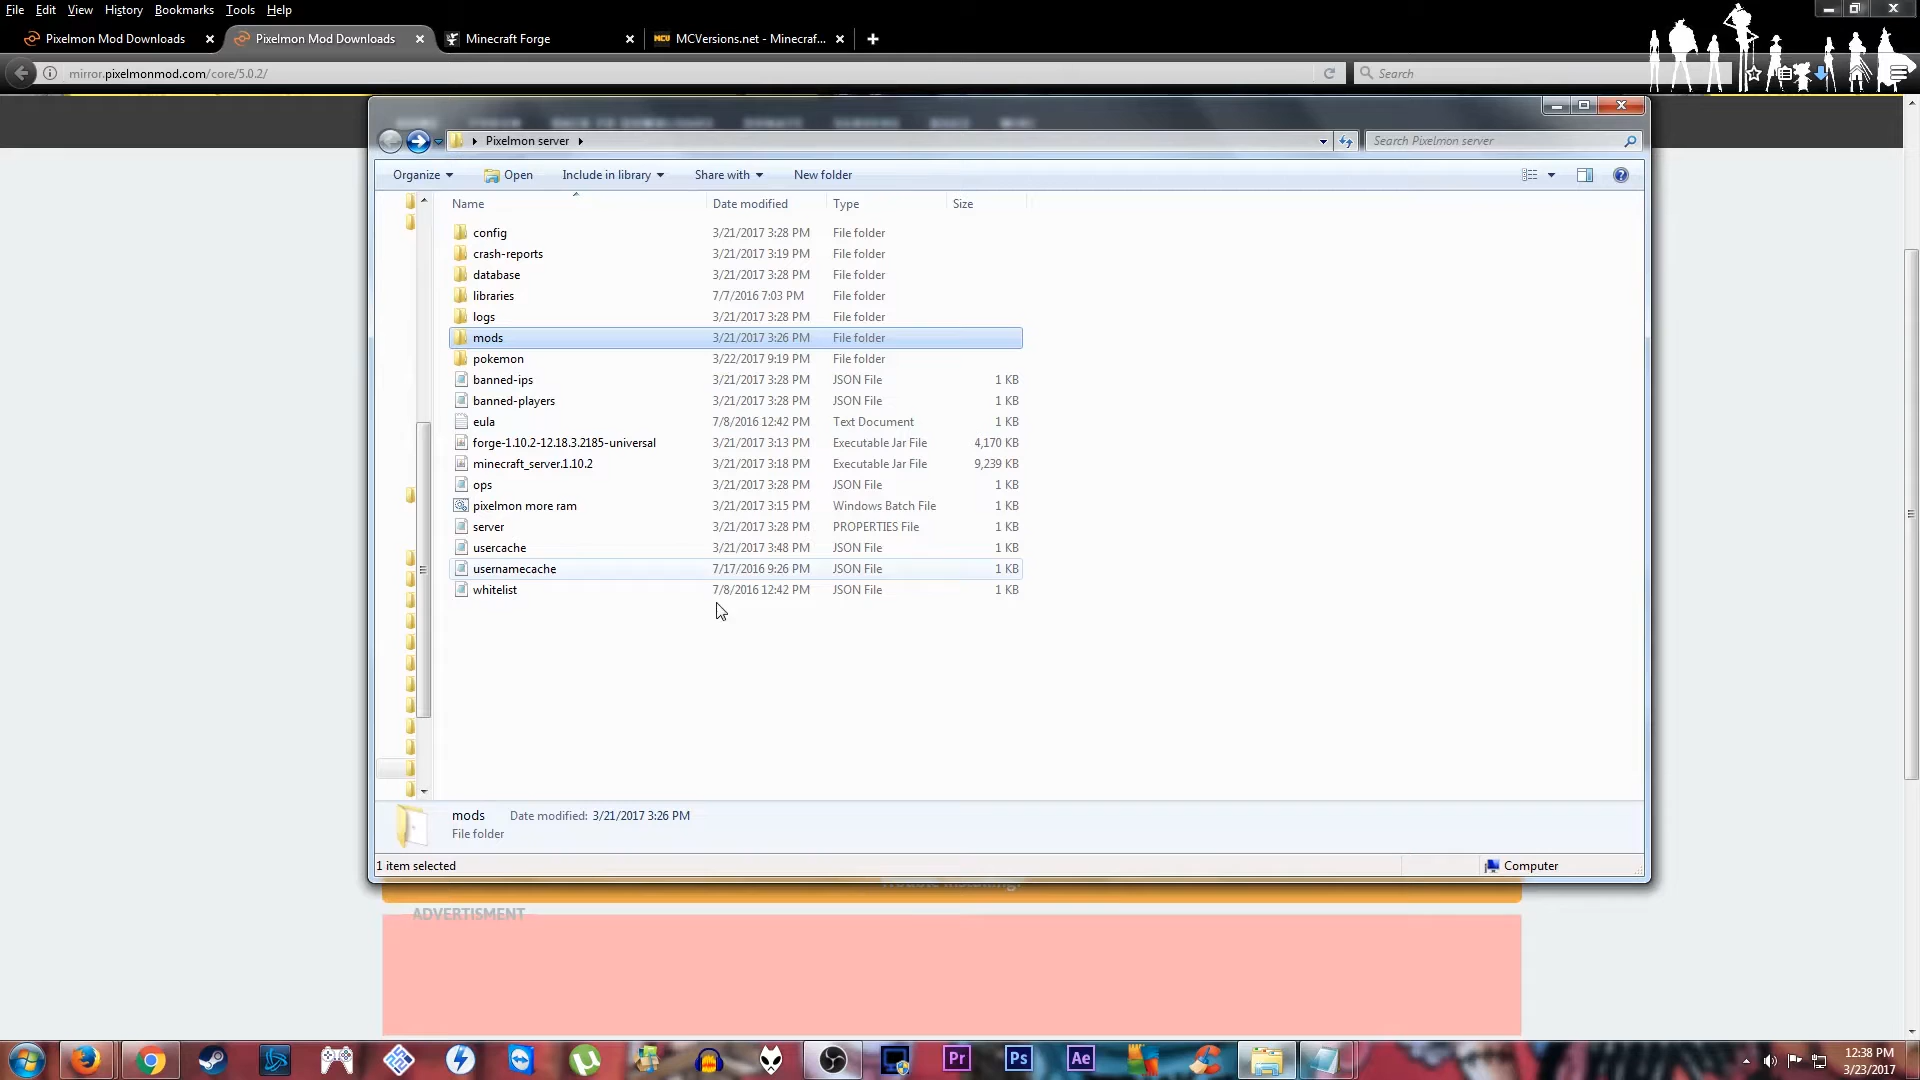 File Edit View History Bookmarks Tools Help
Pixelmon Mod Downloads × Pixelmon Mod Downloads × Minecraft Forge × MCU MCVersions.net - Minecraf... × +
mirror.pixelmonmod.com/core/5.0.2/ Search
Pixelmon server Search Pixelmon server
Organize Open Include in library Share with New folder
Name Date modified Type Size
config 3/21/2017 3:28 PM File folder
crash-reports 3/21/2017 3:19 PM File folder
database 3/21/2017 3:28 PM File folder
libraries 7/7/2016 7:03 PM File folder
logs 3/21/2017 3:28 PM File folder
mods 3/21/2017 3:26 PM File folder
pokemon 3/22/2017 9:19 PM File folder
banned-ips 3/21/2017 3:28 PM JSON File 1 KB
banned-players 3/21/2017 3:28 PM JSON File 1 KB
eula 7/8/2016 12:42 PM Text Document 1 KB
forge-1.10.2-12.18.3.2185-universal 3/21/2017 3:13 PM Executable Jar File 4,170 KB
minecraft_server.1.10.2 3/21/2017 3:18 PM Executable Jar File 9,239 KB
ops 3/21/2017 3:28 PM JSON File 1 KB
pixelmon more ram 3/21/2017 3:15 PM Windows Batch File 1 KB
server 3/21/2017 3:28 PM PROPERTIES File 1 KB
usercache 3/21/2017 3:48 PM JSON File 1 KB
usernamecache 7/17/2016 9:26 PM JSON File 1 KB
whitelist 7/8/2016 12:42 PM JSON File 1 KB
mods Date modified: 3/21/2017 3:26 PM
File folder
1 item selected Computer
ADVERTISMENT
Pr Ps Ae
12:38 PM
3/23/2017